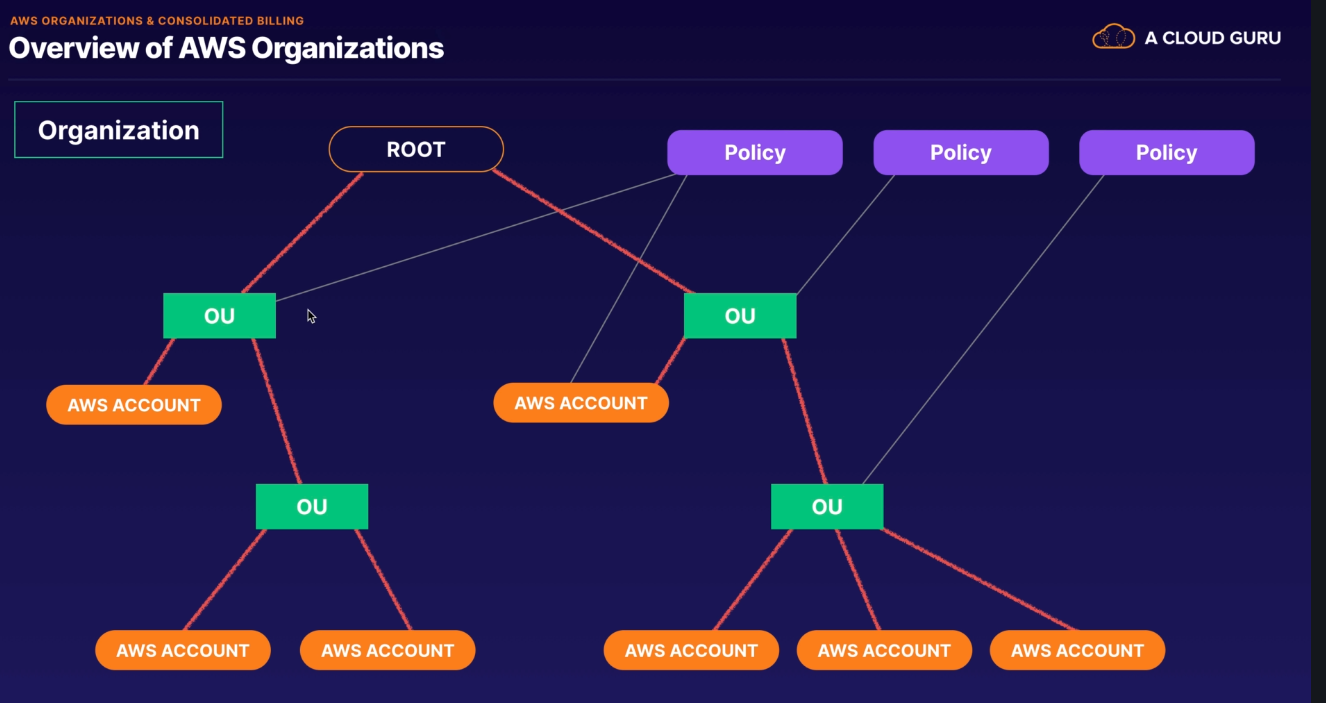 AWS ORGANIZATIONS & CONSOLIDATED BILLING
Overview of AWS Organizations
A CLOUD GURU
Organization
ROOT
Policy
Policy
Policy
OU
OU
AWS ACCOUNT
AWS ACCOUNT
OU
OU
AWS ACCOUNT
AWS ACCOUNT
AWS ACCOUNT
AWS ACCOUNT
AWS ACCOUNT